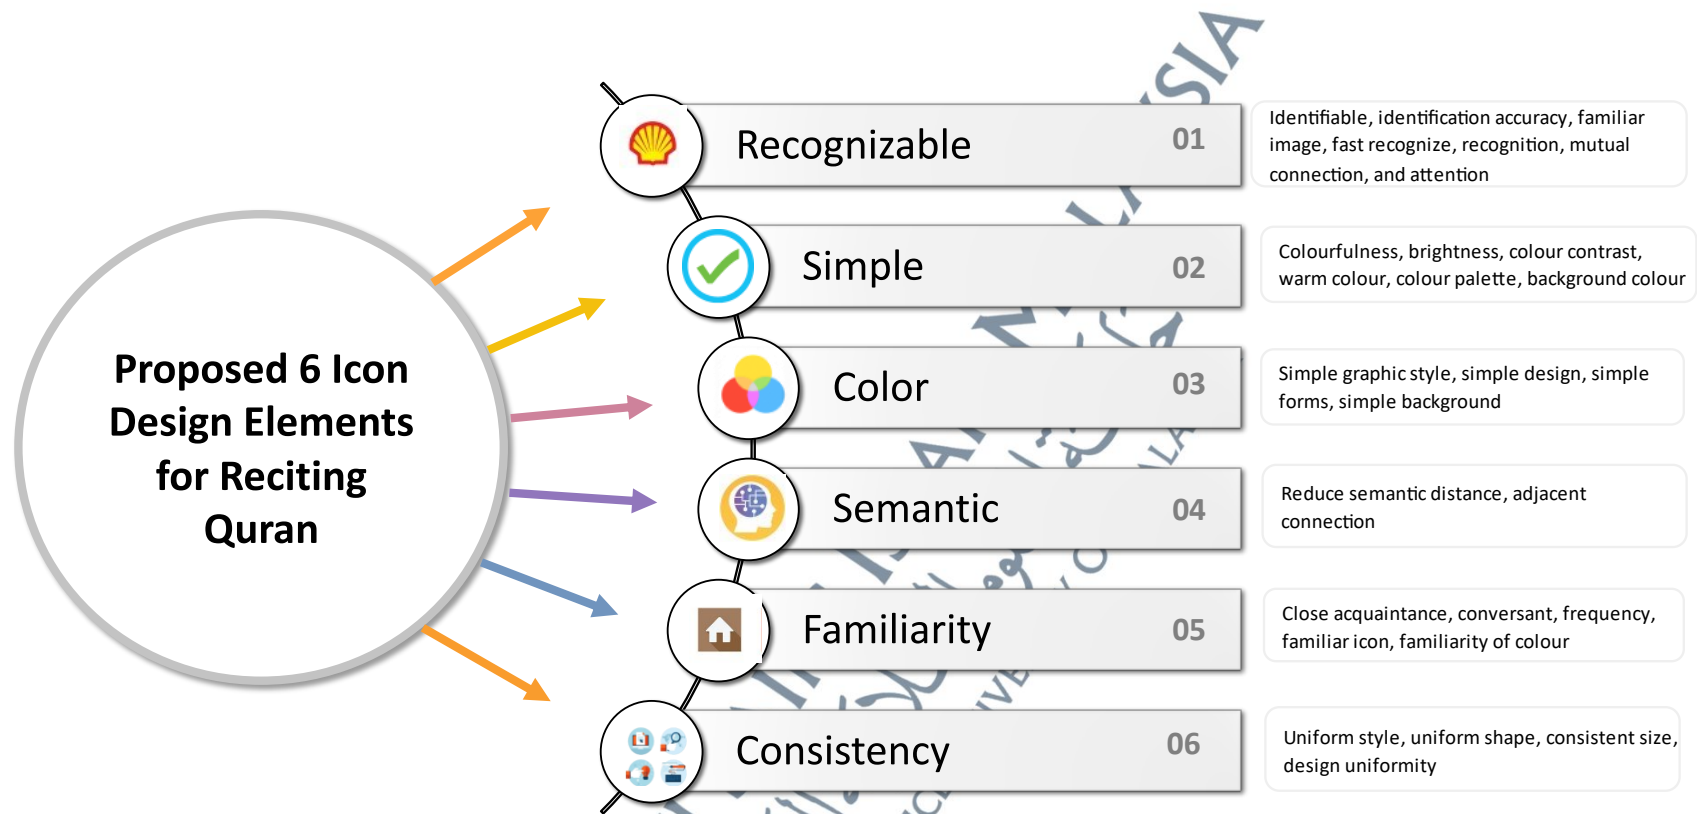 Proposed 6 Icon
Design Elements
for Reciting
Quran
Recognizable 01
Identifiable, identification accuracy, familiar
image, fast recognize, recognition, mutual
connection, and attention
Simple 02
Colourfulness, brightness, colour contrast,
warm colour, colour palette, background colour
Color 03
Simple graphic style, simple design, simple
forms, simple background
Semantic 04
Reduce semantic distance, adjacent
connection
Familiarity 05
Close acquaintance, conversant, frequency,
familiar icon, familiarity of colour
Consistency 06
Uniform style, uniform shape, consistent size,
design uniformity